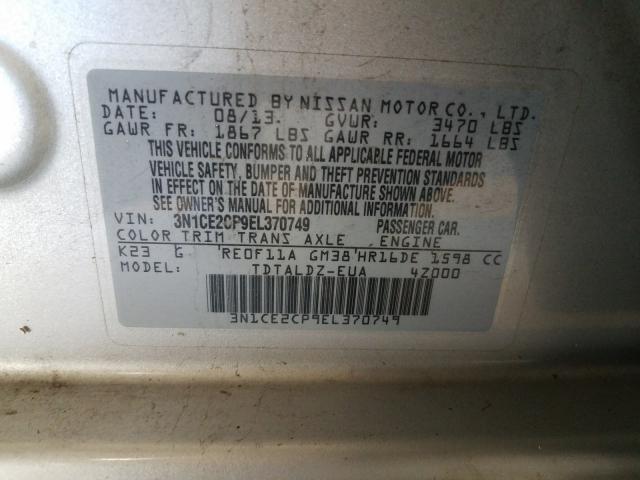 MANUFACTURED BY NISSAN MOTOR CO., LTD.
DATE: 08/13. GVWR: 3470 LBS
GAWR FR: 1867 LBS GAWR RR: 1664 LBS
THIS VEHICLE CONFORMS TO ALL APPLICABLE FEDERAL MOTOR
VEHICLE SAFETY, BUMPER AND THEFT PREVENTION STANDARDS
IN EFFECT ON THE DATE OF MANUFACTURE SHOWN ABOVE.
SEE OWNER'S MANUAL FOR ADDITIONAL INFORMATION
VIN: 3N1CE2CP9EL370749 PASSENGER CAR.
COLOR TRIM TRANS AXLE ENGINE
K23 G RE0F11A GM38 HR16DE 1598 CC
MODEL: TDTALDZ-EUA 4Z000
3N1CE2CP9EL370749